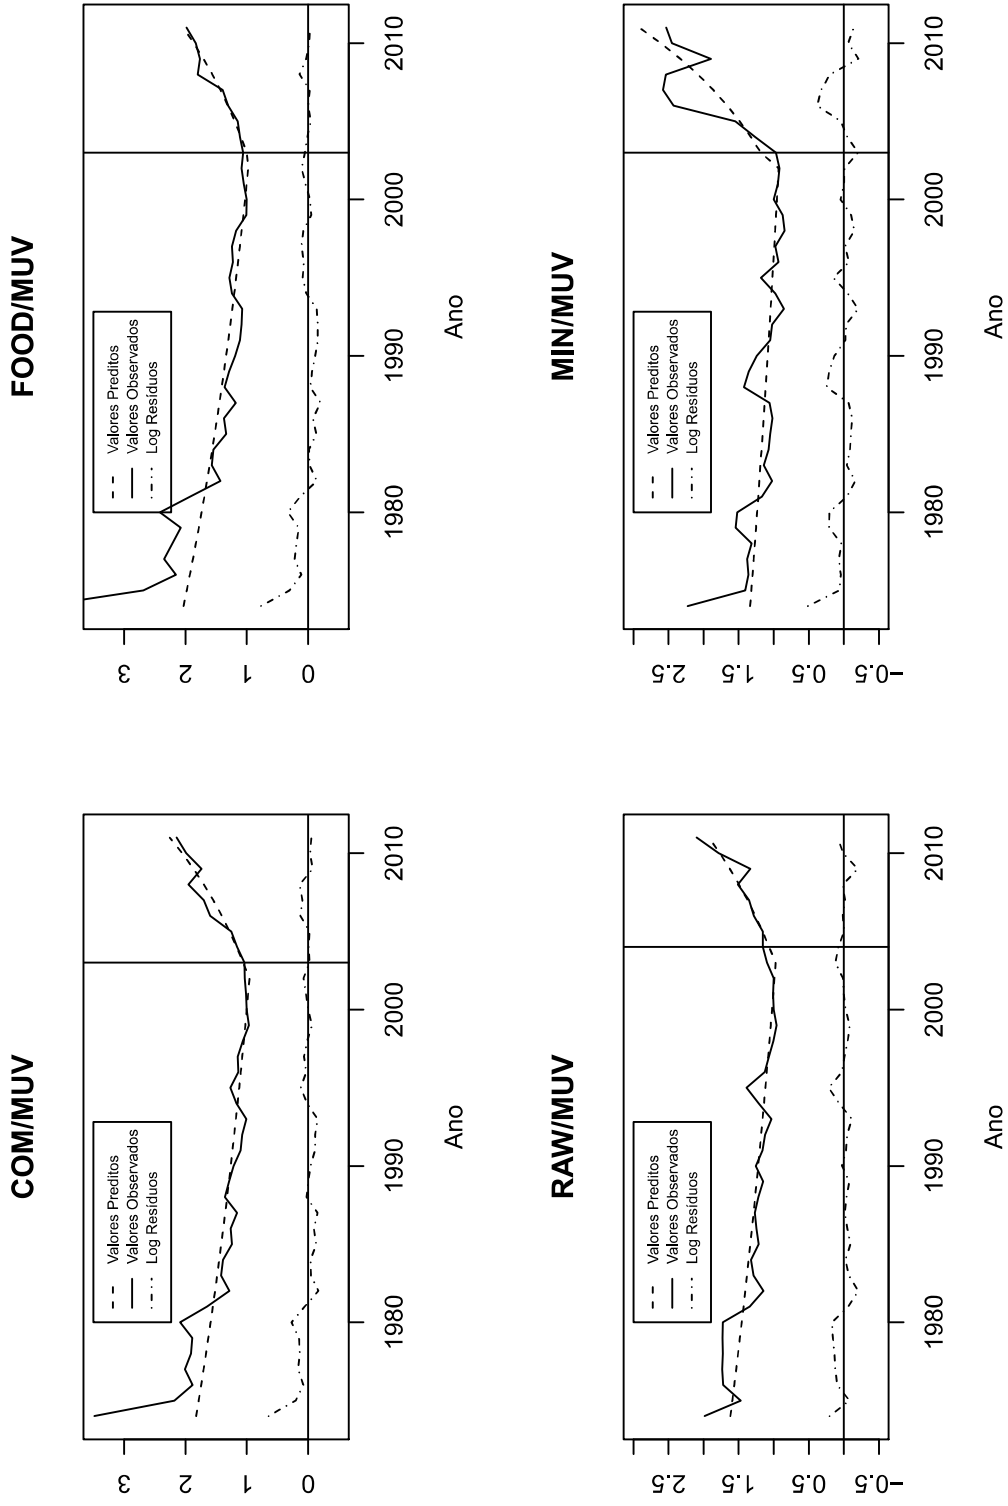 COM/MUV
Valores Preditos
Valores Observados
Log Resíduos
3
2
1
0
1980 1990 2000 2010
Ano
FOOD/MUV
Valores Preditos
Valores Observados
Log Resíduos
3
2
1
0
1980 1990 2000 2010
Ano
RAW/MUV
Valores Preditos
Valores Observados
Log Resíduos
2.5
1.5
0.5
−0.5
1980 1990 2000 2010
Ano
MIN/MUV
Valores Preditos
Valores Observados
Log Resíduos
2.5
1.5
0.5
−0.5
1980 1990 2000 2010
Ano